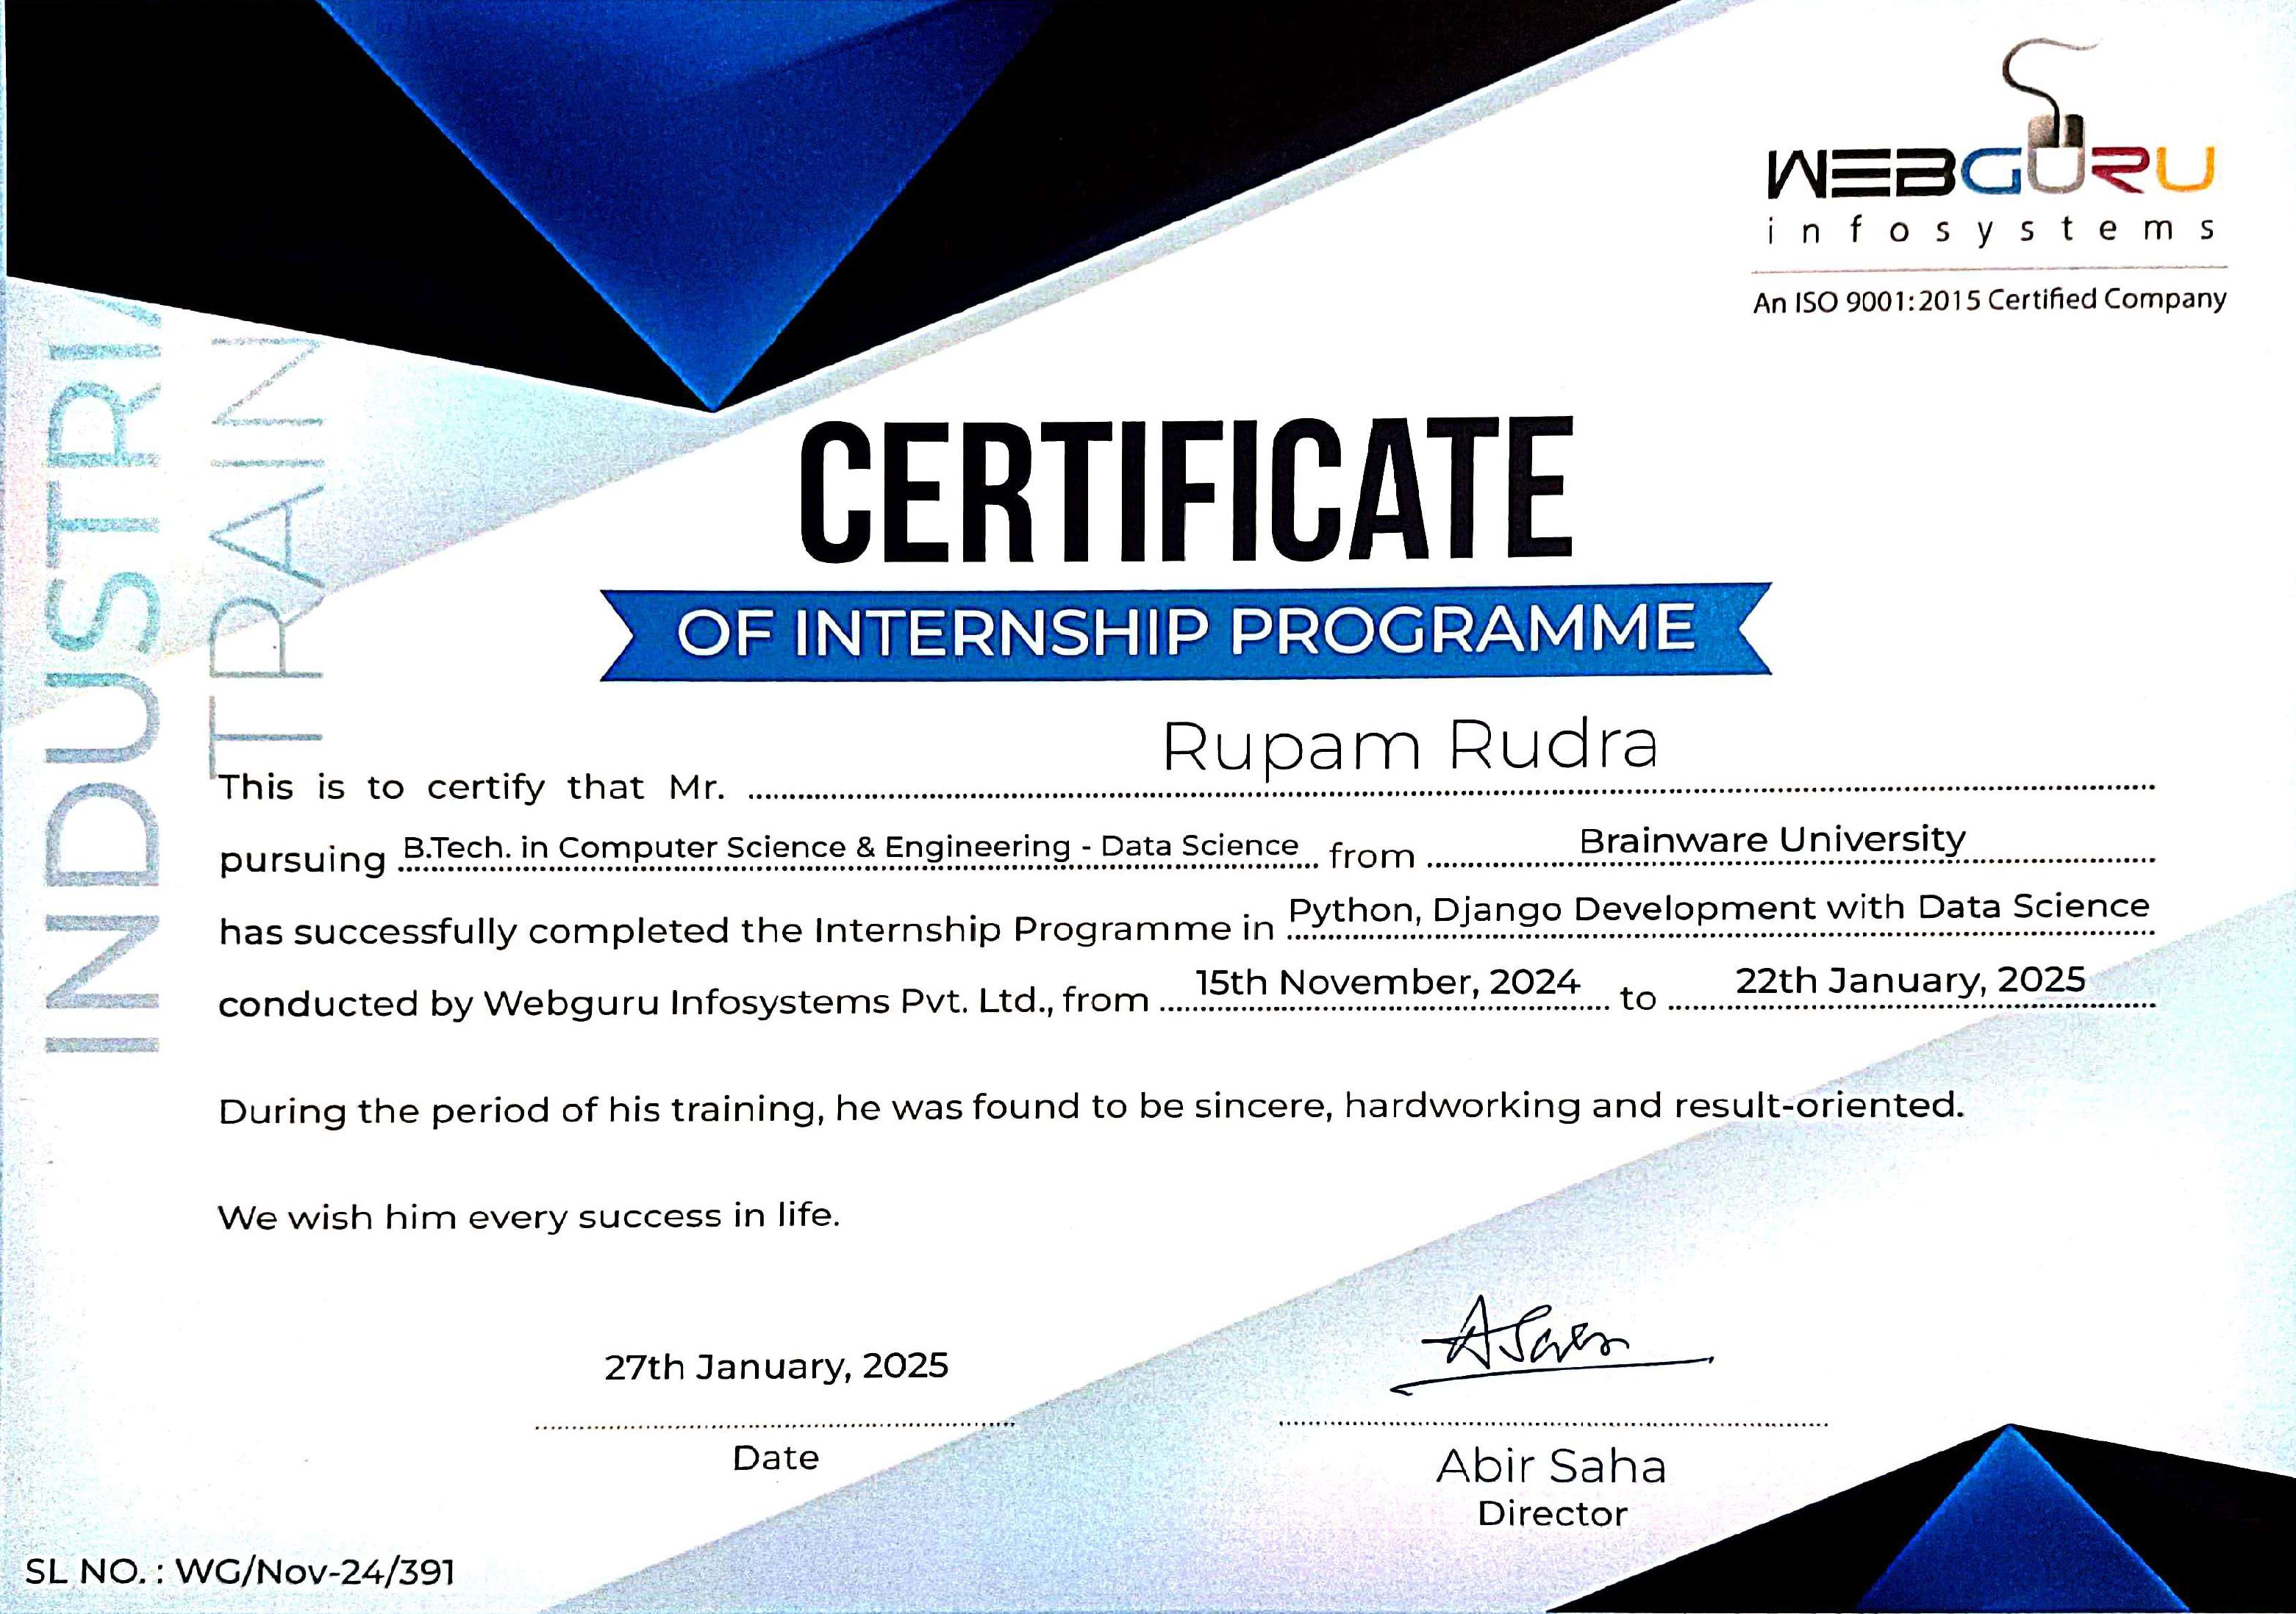 WEBGURU
infosystems
An ISO 9001:2015 Certified Company
INDUSTRIA
TRAIN
CERTIFICATE
OF INTERNSHIP PROGRAMME
This is to certify that Mr. Rupam Rudra
pursuing B.Tech. in Computer Science & Engineering - Data Science from Brainware University
has successfully completed the Internship Programme in Python, Django Development with Data Science
conducted by Webguru Infosystems Pvt. Ltd., from 15th November, 2024 to 22th January, 2025
During the period of his training, he was found to be sincere, hardworking and result-oriented.
We wish him every success in life.
27th January, 2025
Date
Abir Saha
Director
SL NO. : WG/Nov-24/391